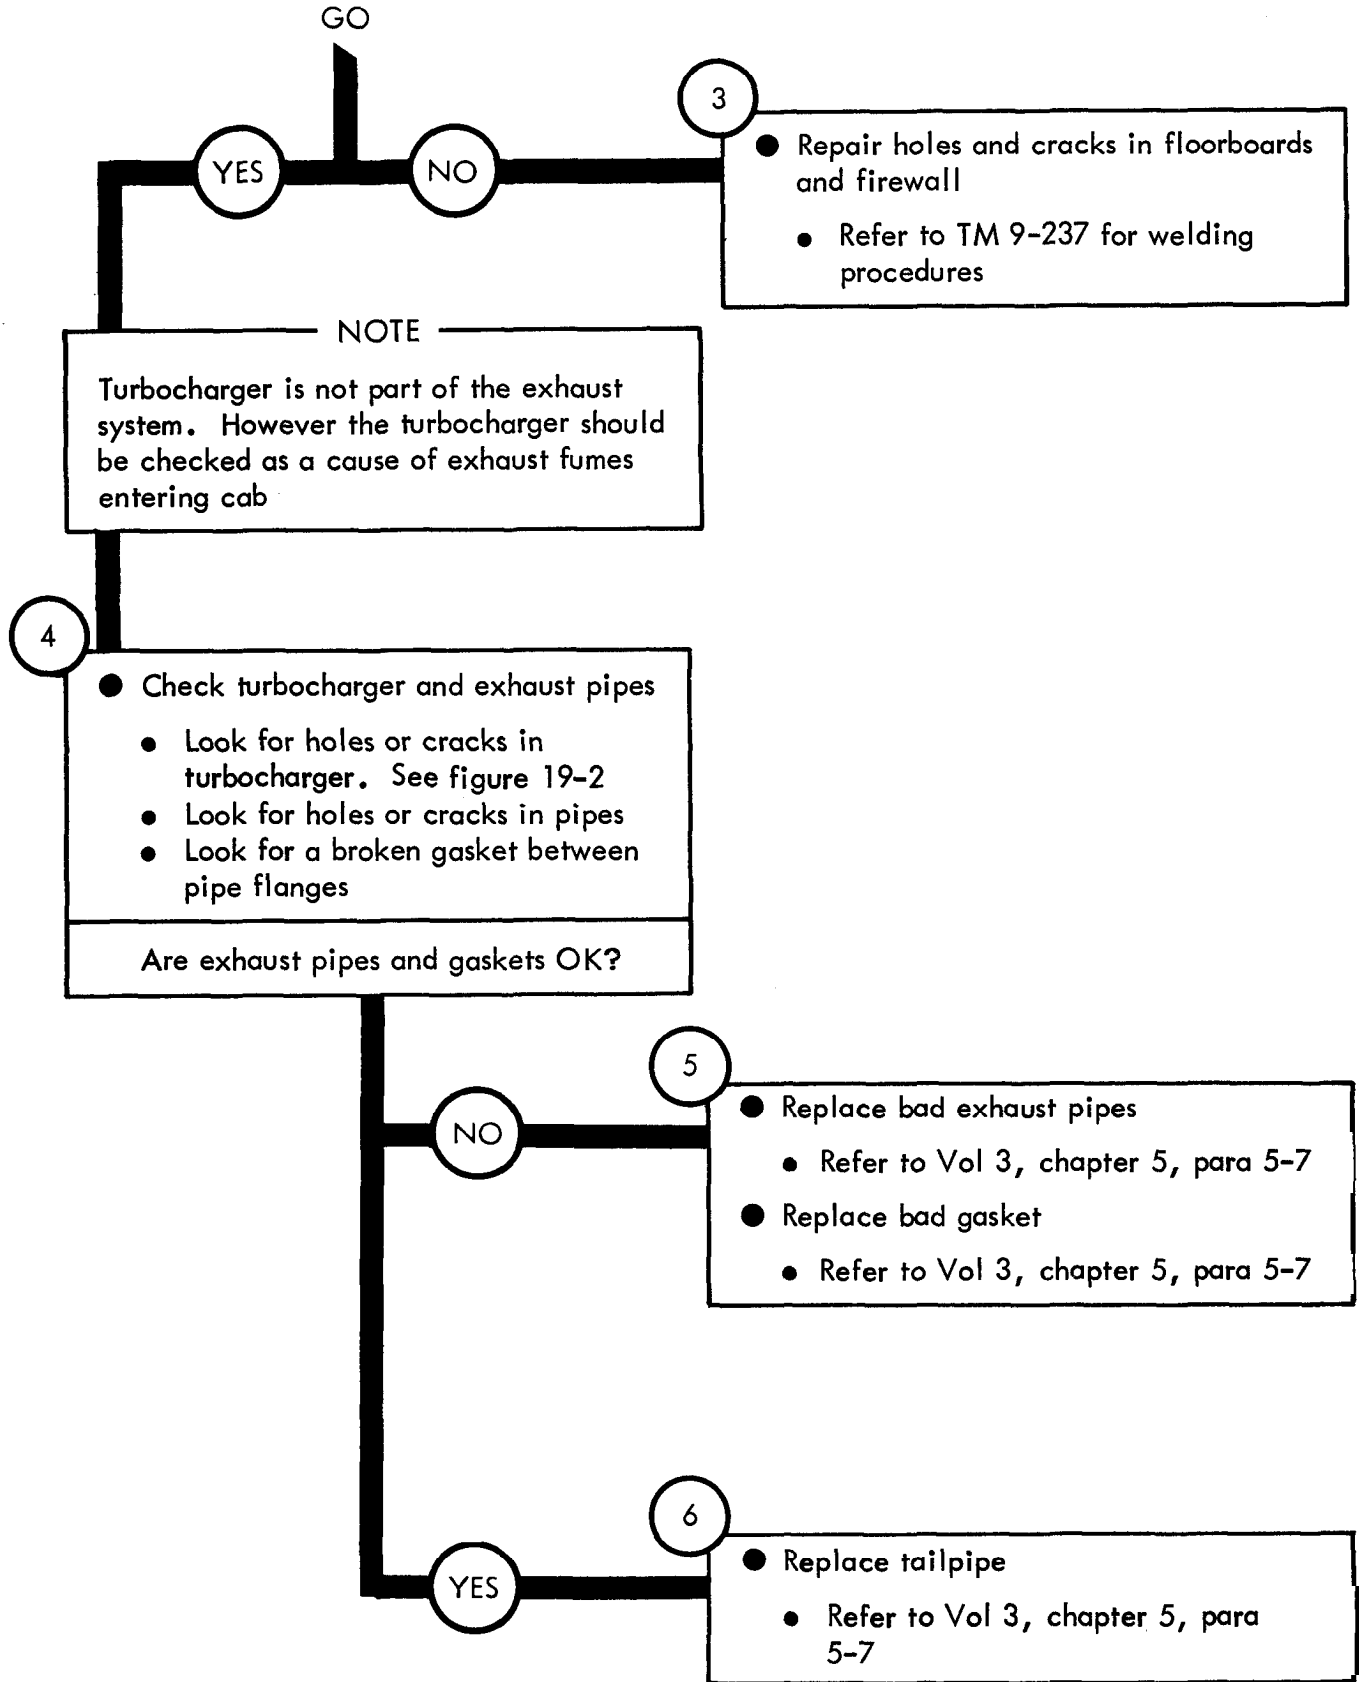 GO
YES
NO
3
● Repair holes and cracks in floorboards
and firewall
● Refer to TM 9-237 for welding
procedures
NOTE
Turbocharger is not part of the exhaust
system. However the turbocharger should
be checked as a cause of exhaust fumes
entering cab
4
● Check turbocharger and exhaust pipes
● Look for holes or cracks in
turbocharger. See figure 19-2
● Look for holes or cracks in pipes
● Look for a broken gasket between
pipe flanges
Are exhaust pipes and gaskets OK?
NO
5
● Replace bad exhaust pipes
● Refer to Vol 3, chapter 5, para 5-7
● Replace bad gasket
● Refer to Vol 3, chapter 5, para 5-7
YES
6
● Replace tailpipe
● Refer to Vol 3, chapter 5, para
5-7